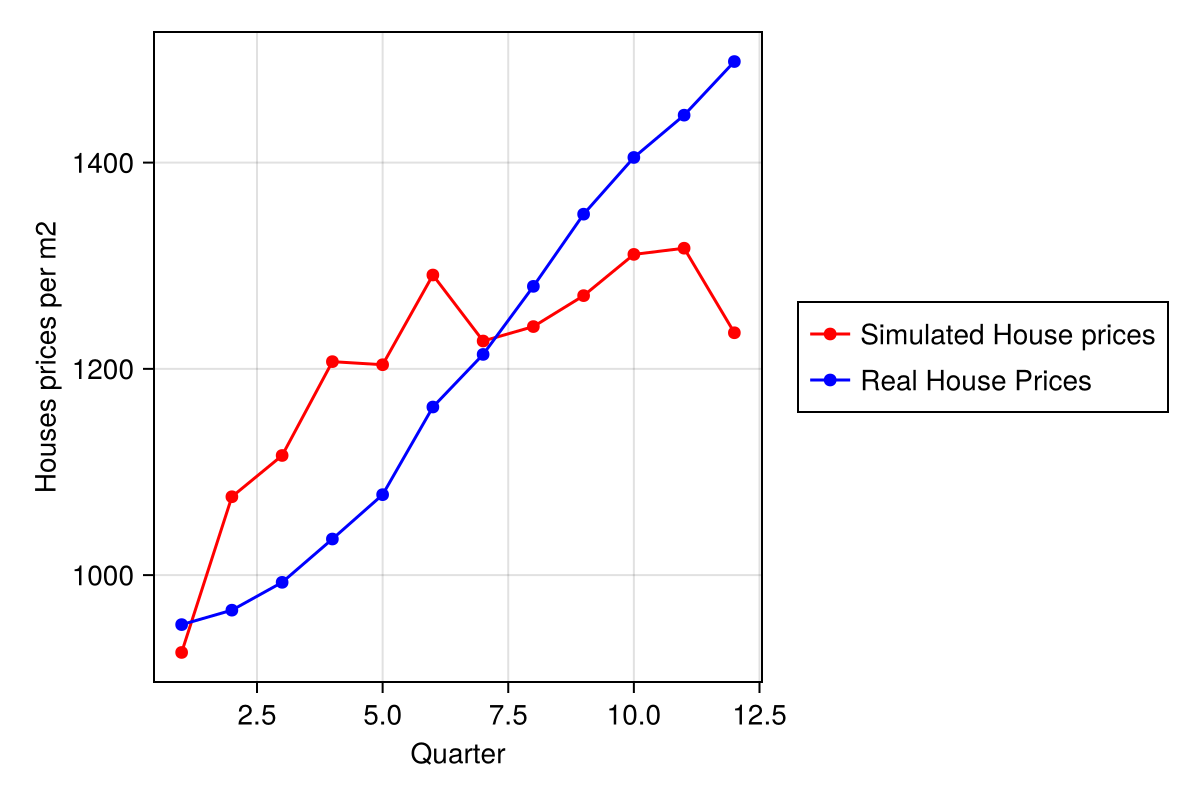 Houses prices per m2
1400
1200
1000
2.5 5.0 7.5 10.0 12.5
Quarter
Simulated House prices
Real House Prices